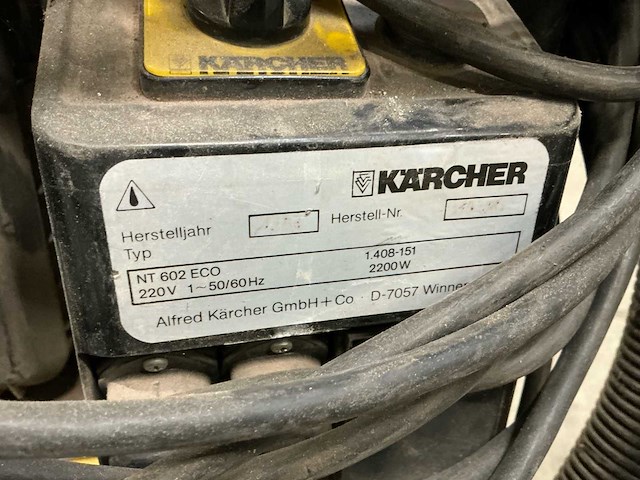 KÄRCHER
KÄRCHER
Herstelljahr Herstell-Nr.
Typ
NT 602 ECO 1.408-151
220V 1~50/60Hz 2200W
Alfred Kärcher GmbH+Co · D-7057 Winnen